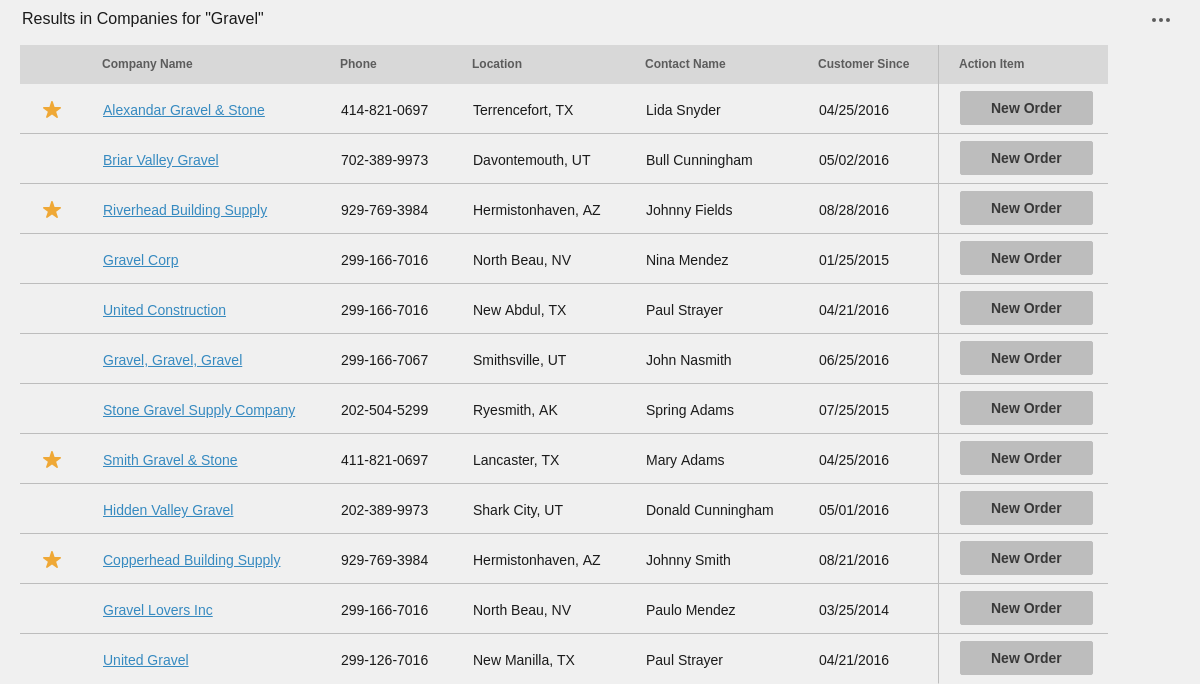 Results in Companies for "Gravel"
Company Name Phone Location Contact Name Customer Since Action Item
Alexandar Gravel & Stone 414-821-0697 Terrencefort, TX Lida Snyder 04/25/2016 New Order
Briar Valley Gravel 702-389-9973 Davontemouth, UT Bull Cunningham 05/02/2016 New Order
Riverhead Building Supply 929-769-3984 Hermistonhaven, AZ Johnny Fields 08/28/2016 New Order
Gravel Corp 299-166-7016 North Beau, NV Nina Mendez 01/25/2015 New Order
United Construction 299-166-7016 New Abdul, TX Paul Strayer 04/21/2016 New Order
Gravel, Gravel, Gravel 299-166-7067 Smithsville, UT John Nasmith 06/25/2016 New Order
Stone Gravel Supply Company 202-504-5299 Ryesmith, AK Spring Adams 07/25/2015 New Order
Smith Gravel & Stone 411-821-0697 Lancaster, TX Mary Adams 04/25/2016 New Order
Hidden Valley Gravel 202-389-9973 Shark City, UT Donald Cunningham 05/01/2016 New Order
Copperhead Building Supply 929-769-3984 Hermistonhaven, AZ Johnny Smith 08/21/2016 New Order
Gravel Lovers Inc 299-166-7016 North Beau, NV Paulo Mendez 03/25/2014 New Order
United Gravel 299-126-7016 New Manilla, TX Paul Strayer 04/21/2016 New Order